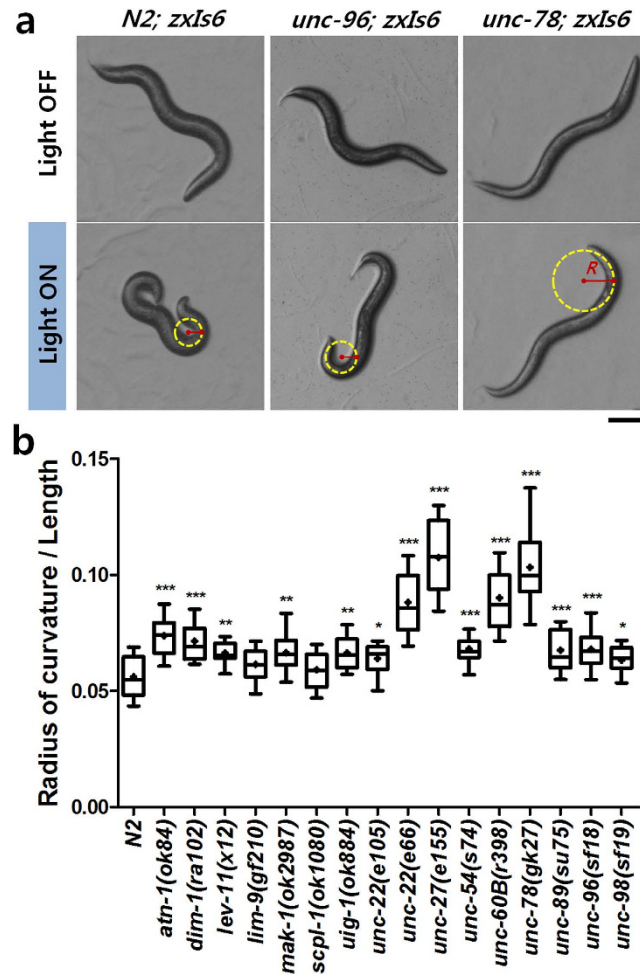 a
N2; zxIs6
unc-96; zxIs6
unc-78; zxIs6
Light OFF
Light ON
R
b
Radius of curvature / Length
0.15
0.10
0.05
0.00
***
***
**
**
**
*
***
***
***
***
***
***
***
*
N2
atn-1(ok84)
dim-1(ra102)
lev-11(x12)
lim-9(gf210)
mak-1(ok2987)
scpl-1(ok1080)
uig-1(ok884)
unc-22(e105)
unc-22(e66)
unc-27(e155)
unc-54(s74)
unc-60B(r398)
unc-78(gk27)
unc-89(su75)
unc-96(sf18)
unc-98(sf19)